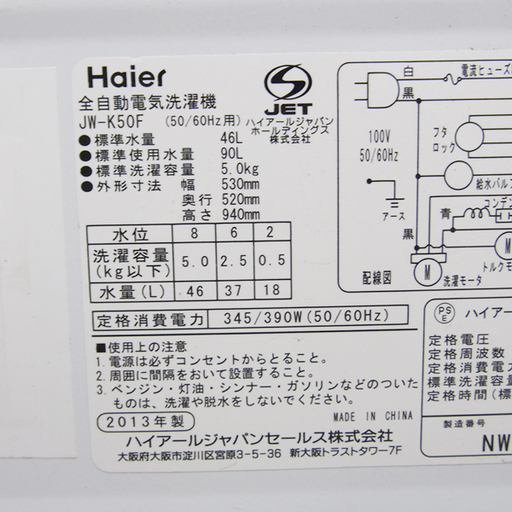 Haier
JET
全自動電気洗濯機
JW-K50F (50/60Hz用)
ハイアールジャパン
ホールディングス
株式会社
●標準水量 46L
●標準使用水量 90L
●標準洗濯容量 5.0kg
●外形寸法 幅 530mm
奥行 520mm
高さ 940mm
水位 8 6 2
洗濯容量(kg以下) 5.0 2.5 0.5
水量(L) 46 37 18
定格消費電力 345/390W(50/60Hz)
■使用上の注意
1.電源は必ずコンセントからとること。
2.周囲に間隔をおいて設置すること。
3.ベンジン・灯油・シンナー・ガソリンなどのついた
ものは、洗濯や脱水をしないでください。
2013年製
MADE IN CHINA
ハイアールジャパンセールス株式会社
大阪府大阪市淀川区宮原3-5-36 新大阪トラストタワー7F
白
電流ヒューズ
黒
100V
50/60Hz
フタ
ロック
給水バル
アース
コンデン
青
黒
M
M
配線図
洗濯モータ
トルクモ
PS
E
ハイアー
定格電圧
定格周波数
定格消費電
標準洗濯容
定格時間(標
製造番号
NW